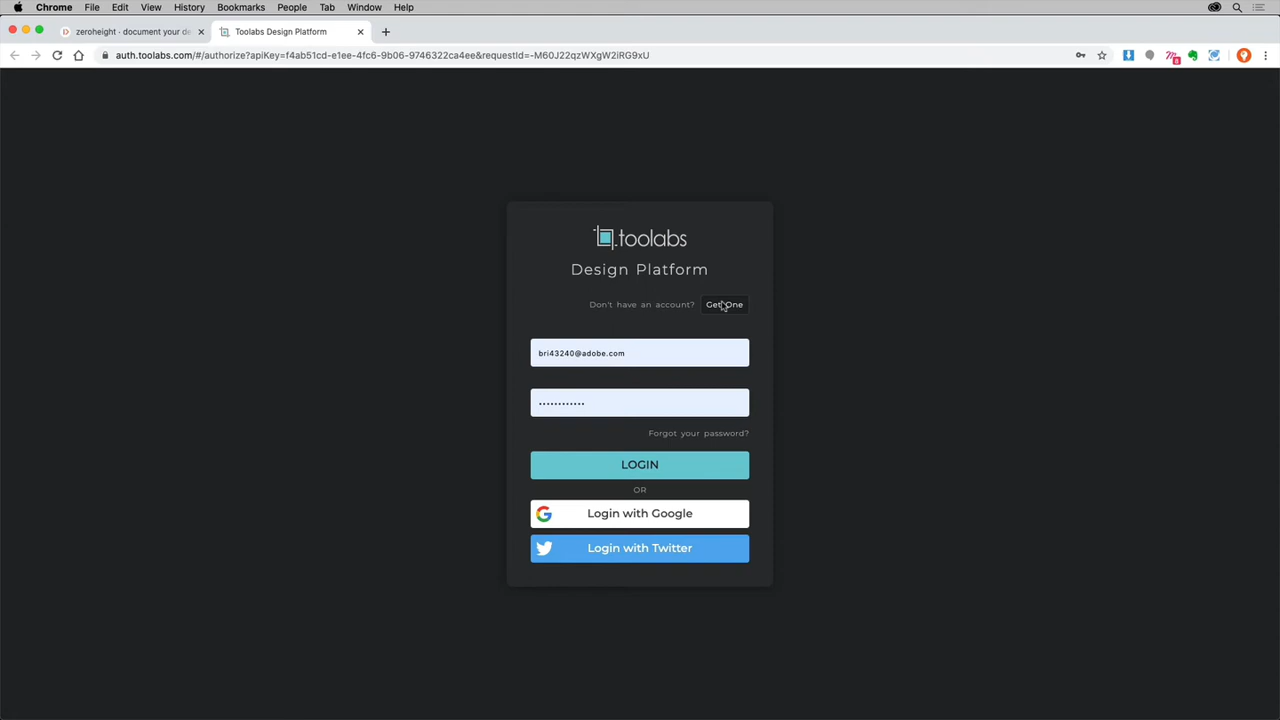 Chrome File Edit View History Bookmarks People Tab Window Help
zeroheight · document your de
Toolabs Design Platform
auth.toolabs.com/#/authorize?apiKey=f4ab51cd-e1ee-4fc6-9b06-9746322ca4ee&requestId=-M60J22qzWXgW2iRG9xU
toolabs
Design Platform
Don't have an account? Get One
bri43240@adobe.com
Forgot your password?
LOGIN
OR
Login with Google
Login with Twitter